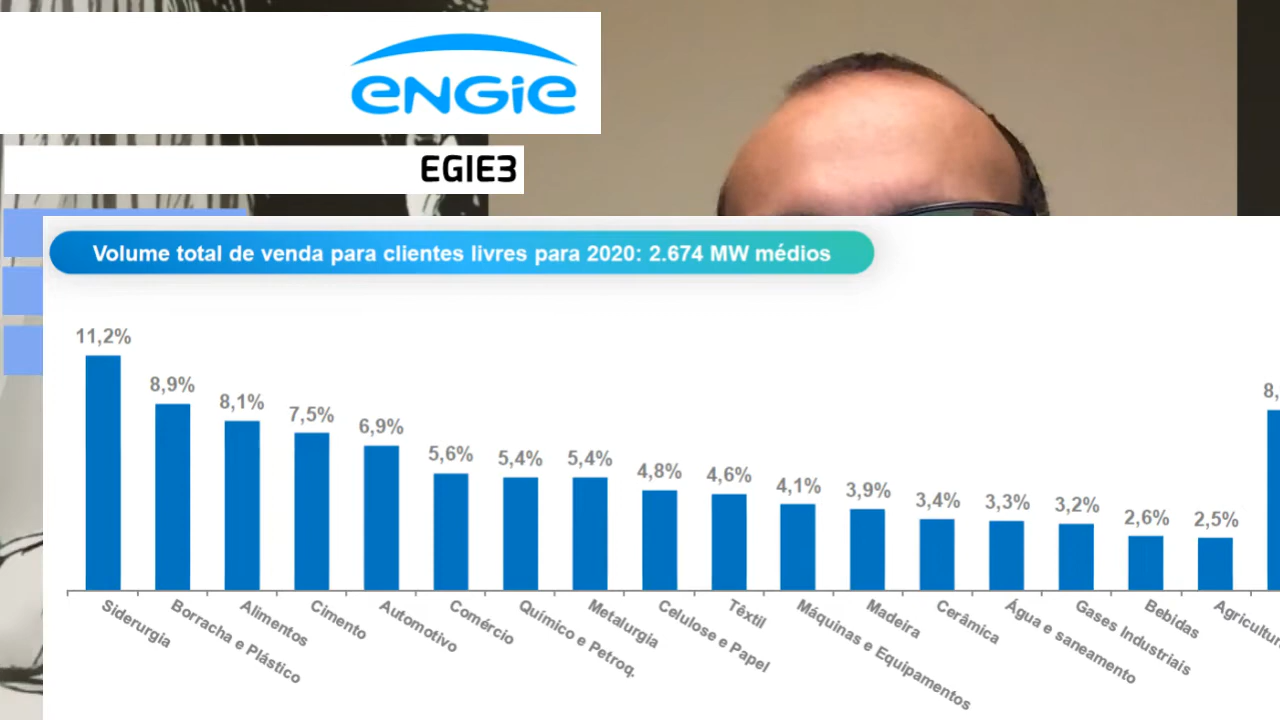 ENGIE
EGIE3
Volume total de venda para clientes livres para 2020: 2.674 MW médios
11,2%
8,9%
8,1%
7,5%
6,9%
5,6%
5,4%
5,4%
4,8%
4,6%
4,1%
3,9%
3,4%
3,3%
3,2%
2,6%
2,5%
8,
Siderurgia
Borracha e Plástico
Alimentos
Cimento
Automotivo
Comércio
Químico e Petroq.
Metalurgia
Celulose e Papel
Têxtil
Máquinas e Equipamentos
Madeira
Cerâmica
Água e saneamento
Gases Industriais
Bebidas
Agricultur